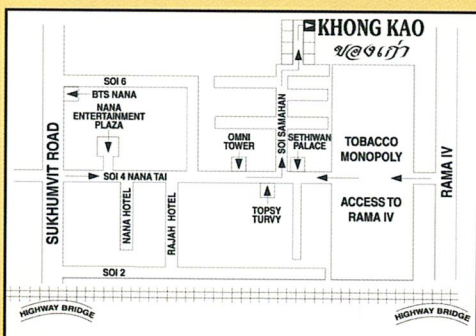 KHONG KAO
ของเก่า
SOI 6
BTS NANA
NANA
ENTERTAINMENT
PLAZA
SUKHUMVIT ROAD
SOI 4 NANA TAI
NANA HOTEL
RAJAH HOTEL
SOI 2
OMNI
TOWER
SOI SAMAHAN
SETHIWAN
PALACE
TOPSY
TURVY
TOBACCO
MONOPOLY
ACCESS TO
RAMA IV
RAMA IV
HIGHWAY BRIDGE
HIGHWAY BRIDGE